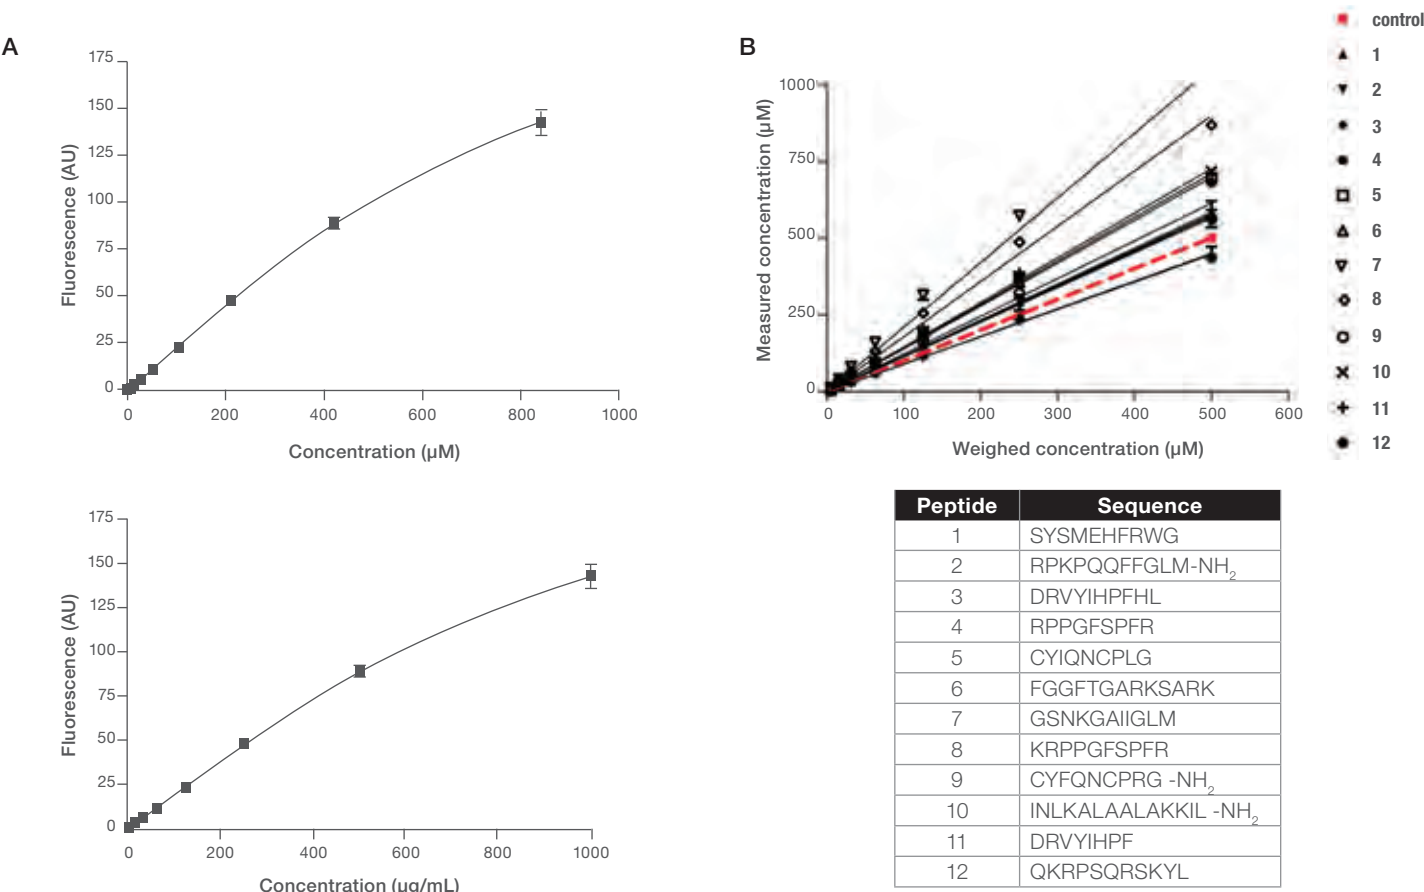 A
175
150
125
100
75
50
25
0
Fluorescence (AU)
0 200 400 600 800 1000
Concentration (µM)
175
150
125
100
75
50
25
0
Fluorescence (AU)
0 200 400 600 800 1000
Concentration (µg/mL)
B
1000
750
500
250
0
Measured concentration (µM)
0 100 200 300 400 500 600
Weighed concentration (µM)
control
1
2
3
4
5
6
7
8
9
10
11
12
Peptide Sequence
1 SYSMEHFRWG
2 RPKPQQFFGLM-NH₂
3 DRVYIHPFHL
4 RPPGFSPFR
5 CYIQNCPLG
6 FGGFTGARKSARK
7 GSNKGAIIGLM
8 KRPPGFSPFR
9 CYFQNCPRG -NH₂
10 INLKALAALAKKIL -NH₂
11 DRVYIHPF
12 QKRPSQRSKYL